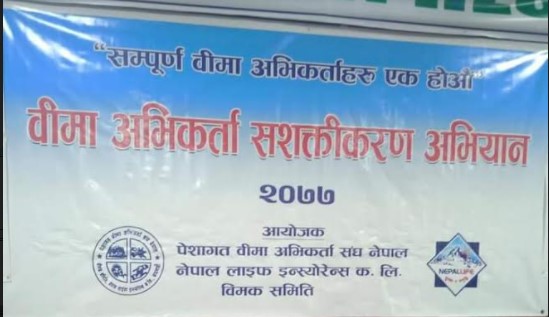 “सम्पूर्ण वीमा अभिकर्ताहरु एक होऔं”
वीमा अभिकर्ता सशक्तीकरण अभियान
२०७७
आयोजक
पेशागत वीमा अभिकर्ता संघ नेपाल
नेपाल लाइफ इन्स्योरेन्स क. लि.
विमक समिति
NEPALLIFE